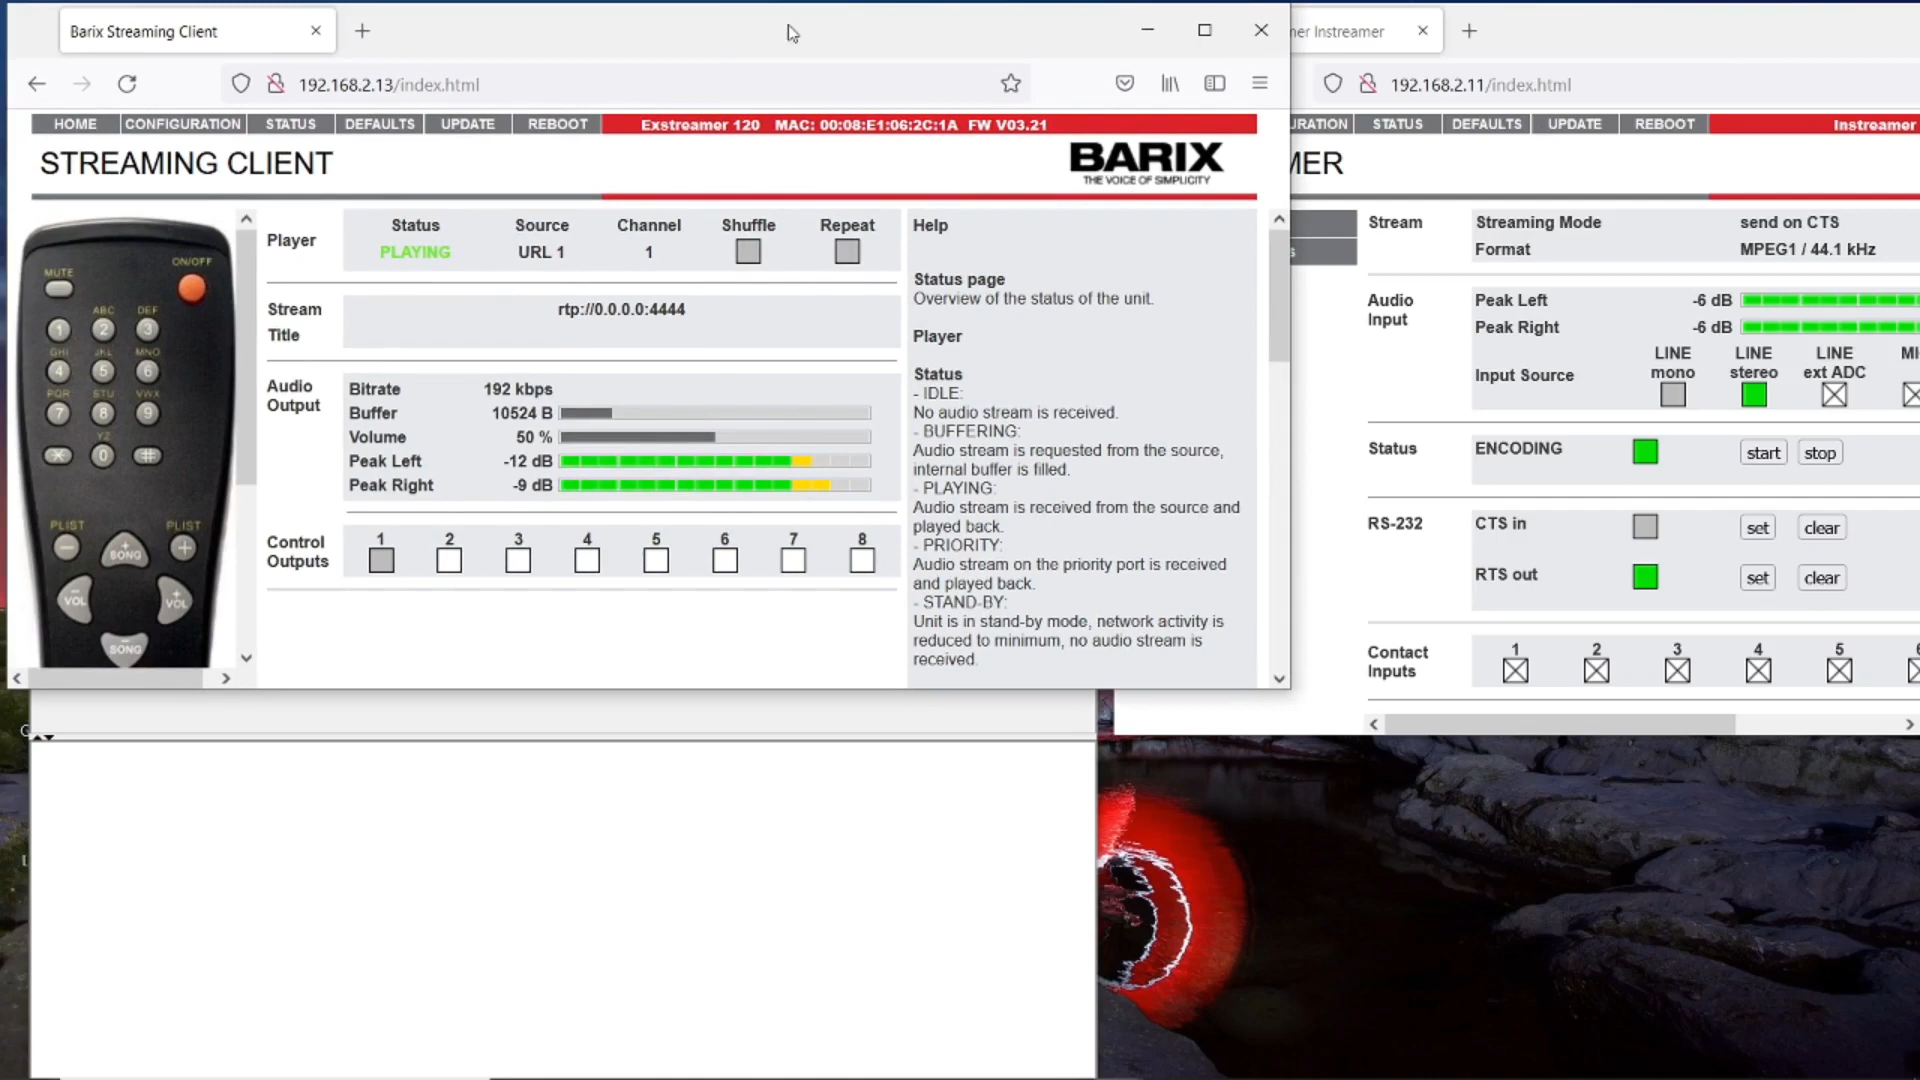 Barix Streaming Client
192.168.2.13/index.html
HOME CONFIGURATION STATUS DEFAULTS UPDATE REBOOT Exstreamer 120 MAC: 00:08:E1:06:2C:1A FW V03.21
STREAMING CLIENT
BARIX
THE VOICE OF SIMPLICITY
MUTE
ON/OFF
ABC DEF
1 2 3
GHI JKL MNO
4 5 6
PQR STU VWX
7 8 9
YZ
* 0 #
PLIST PLIST
- SONG +
- VOL + VOL
SONG
Player
Status Source Channel Shuffle Repeat
PLAYING URL 1 1
Stream rtp://0.0.0.0:4444
Title
Audio Output
Bitrate 192 kbps
Buffer 10524 B
Volume 50 %
Peak Left -12 dB
Peak Right -9 dB
Control Outputs
1 2 3 4 5 6 7 8
Help
Status page
Overview of the status of the unit.
Player
Status
- IDLE:
No audio stream is received.
- BUFFERING:
Audio stream is requested from the source,
internal buffer is filled.
- PLAYING:
Audio stream is received from the source and
played back.
- PRIORITY:
Audio stream on the priority port is received
and played back.
- STAND-BY:
Unit is in stand-by mode, network activity is
reduced to minimum, no audio stream is
received.
ner Instreamer
192.168.2.11/index.html
URATION STATUS DEFAULTS UPDATE REBOOT Instreamer
MER
s
Stream
Streaming Mode send on CTS
Format MPEG1 / 44.1 kHz
Audio Input
Peak Left -6 dB
Peak Right -6 dB
LINE LINE LINE MI
Input Source mono stereo ext ADC
Status ENCODING start stop
RS-232 CTS in set clear
RTS out set clear
Contact Inputs
1 2 3 4 5 6